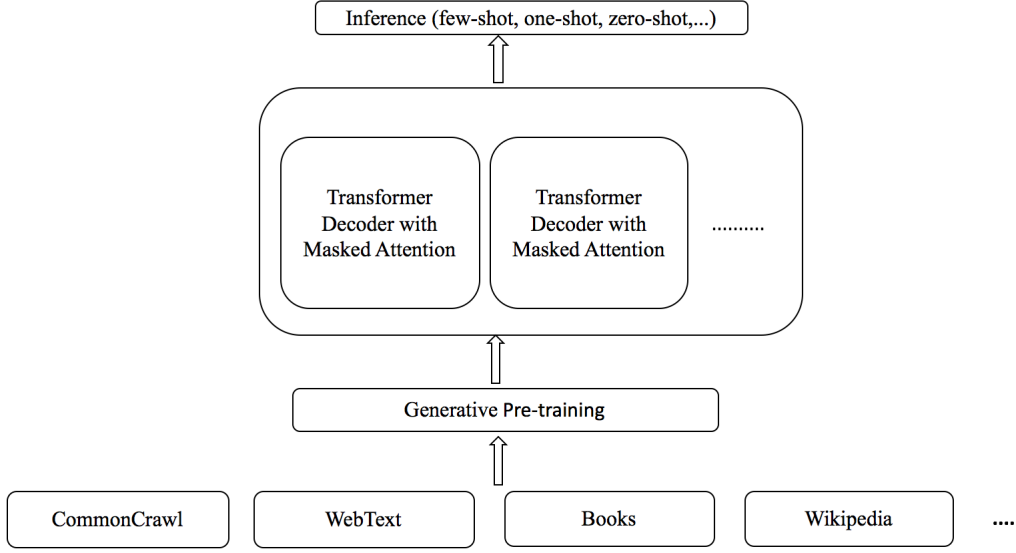 Inference (few-shot, one-shot, zero-shot,...)
Transformer
Decoder with
Masked Attention
Transformer
Decoder with
Masked Attention
..........
Generative Pre-training
CommonCrawl
WebText
Books
Wikipedia
....